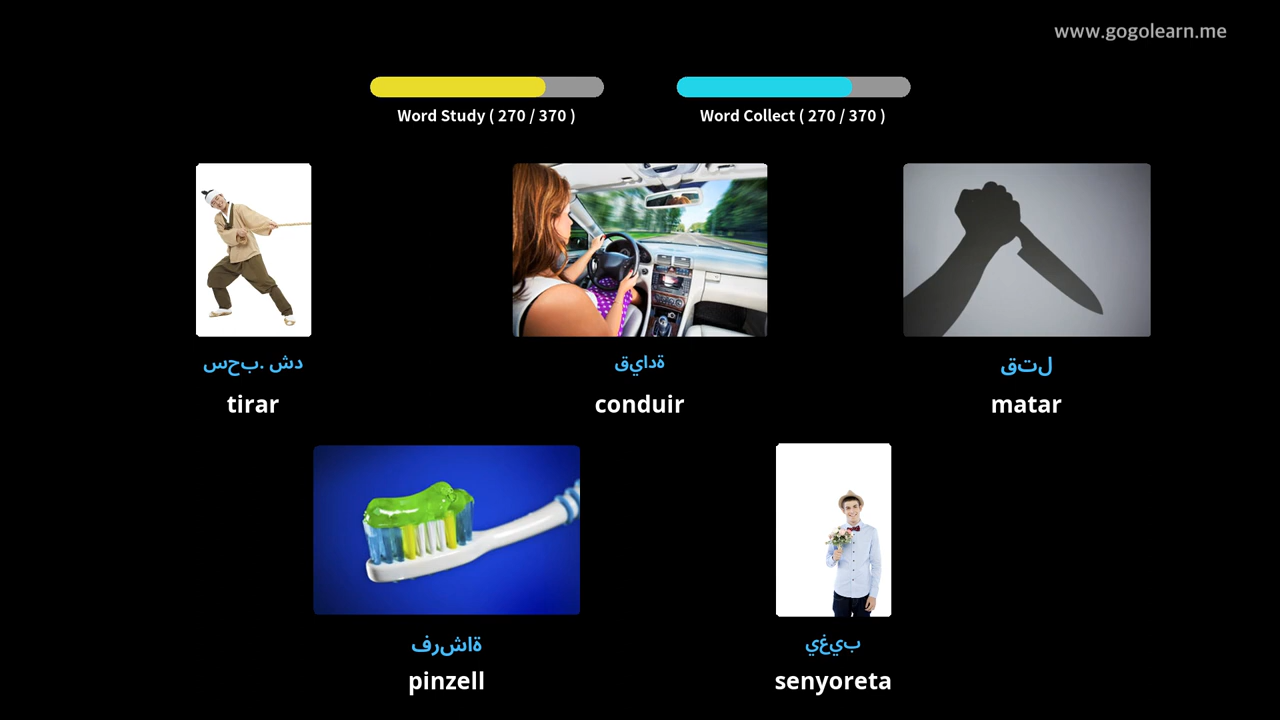 www.gogolearn.me
Word Study ( 270 / 370 )
Word Collect ( 270 / 370 )
سحب. شد
tirar
قيادة
conduir
قتل
matar
فرشاة
pinzell
يغيب
senyoreta